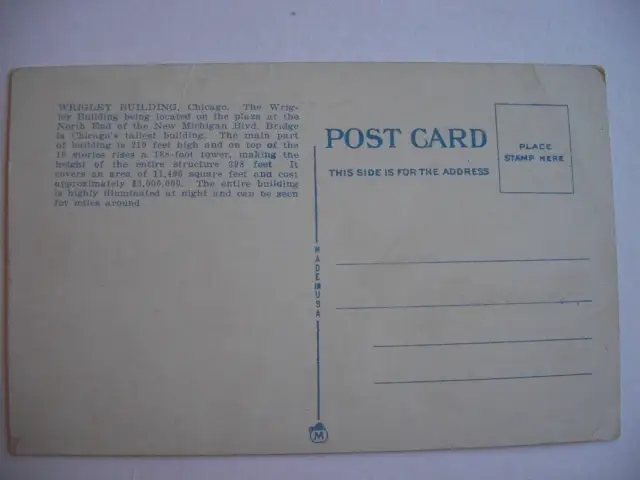 WRIGLEY BUILDING, Chicago. The Wrig-
ley Building being located on the plaza at the
North End of the New Michigan Blvd. Bridge
is Chicago's tallest building. The main part
of building is 210 feet high and on top of the
16 stories rises a 188-foot tower, making the
height of the entire structure 398 feet. It
covers an area of 11,496 square feet and cost
approximately $3,000,000. The entire building
is highly illuminated at night and can be seen
for miles around
POST CARD
THIS SIDE IS FOR THE ADDRESS
PLACE
STAMP HERE
MADE IN USA
M